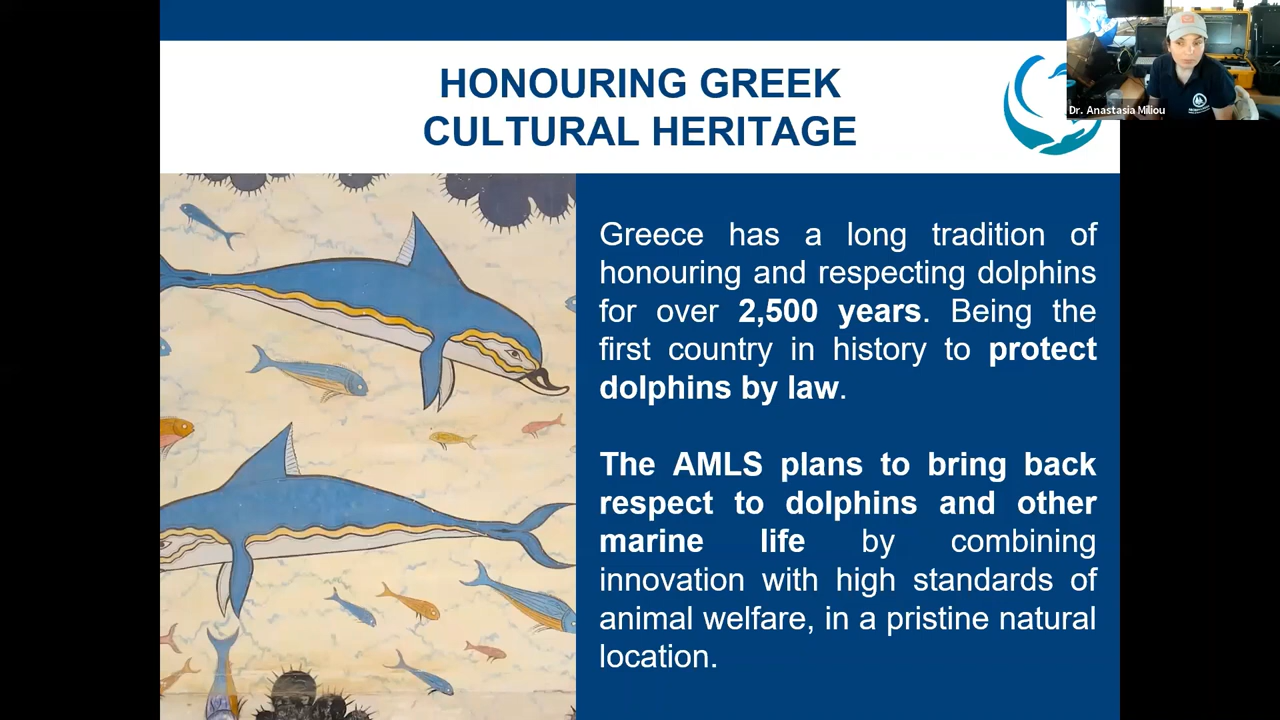 HONOURING GREEK
CULTURAL HERITAGE
Dr. Anastasia Miliou
Greece has a long tradition of
honouring and respecting dolphins
for over 2,500 years. Being the
first country in history to protect
dolphins by law.
The AMLS plans to bring back
respect to dolphins and other
marine life by combining
innovation with high standards of
animal welfare, in a pristine natural
location.